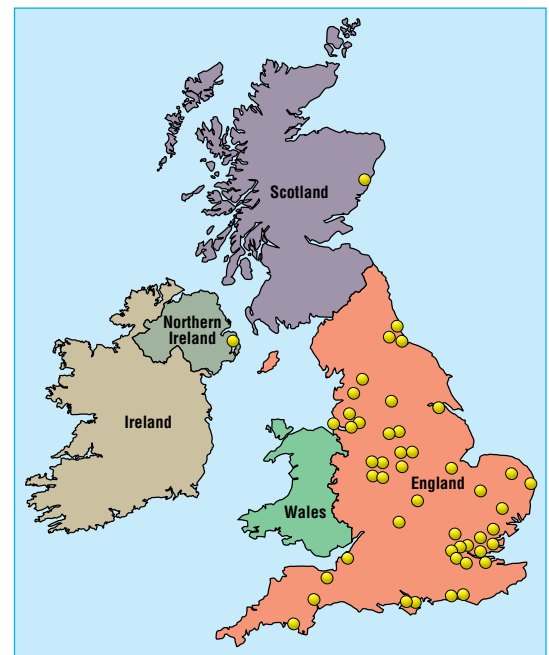 Scotland
Northern
Ireland
Ireland
England
Wales